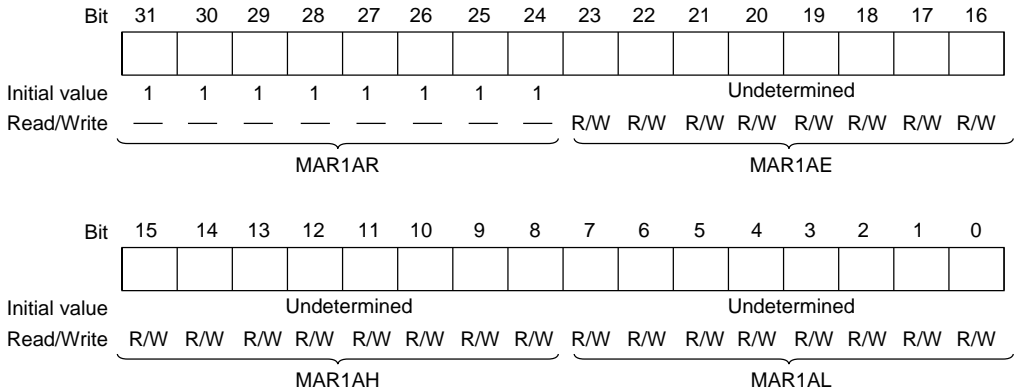 Bit 31 30 29 28 27 26 25 24 23 22 21 20 19 18 17 16
Initial value 1 1 1 1 1 1 1 1 Undetermined
Read/Write — — — — — — — — R/W R/W R/W R/W R/W R/W R/W R/W
MAR1AR MAR1AE
Bit 15 14 13 12 11 10 9 8 7 6 5 4 3 2 1 0
Initial value Undetermined Undetermined
Read/Write R/W R/W R/W R/W R/W R/W R/W R/W R/W R/W R/W R/W R/W R/W R/W R/W
MAR1AH MAR1AL